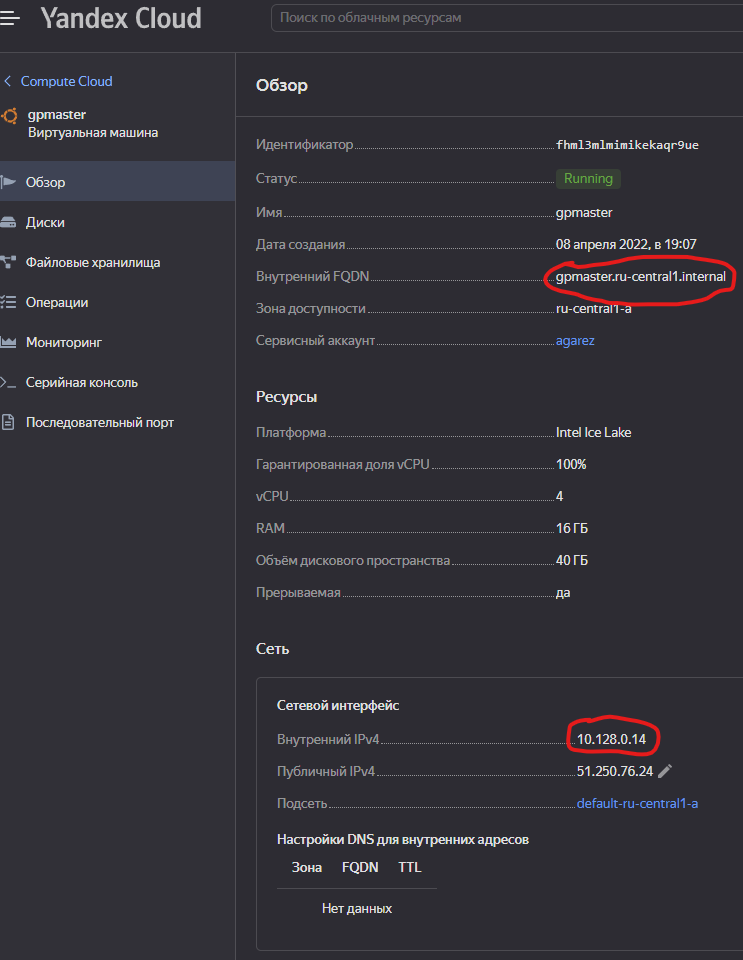 Yandex Cloud
Поиск по облачным ресурсам
Compute Cloud
gpmaster
Виртуальная машина
Обзор
Диски
Файловые хранилища
Операции
Мониторинг
Серийная консоль
Последовательный порт
Обзор
Идентификатор fhml3mlmimikekaqr9ue
Статус Running
Имя gpmaster
Дата создания 08 апреля 2022, в 19:07
Внутренний FQDN gpmaster.ru-central1.internal
Зона доступности ru-central1-a
Сервисный аккаунт agarez
Ресурсы
Платформа Intel Ice Lake
Гарантированная доля vCPU 100%
vCPU 4
RAM 16 ГБ
Объём дискового пространства 40 ГБ
Прерываемая да
Сеть
Сетевой интерфейс
Внутренний IPv4 10.128.0.14
Публичный IPv4 51.250.76.24
Подсеть default-ru-central1-a
Настройки DNS для внутренних адресов
Зона FQDN TTL
Нет данных